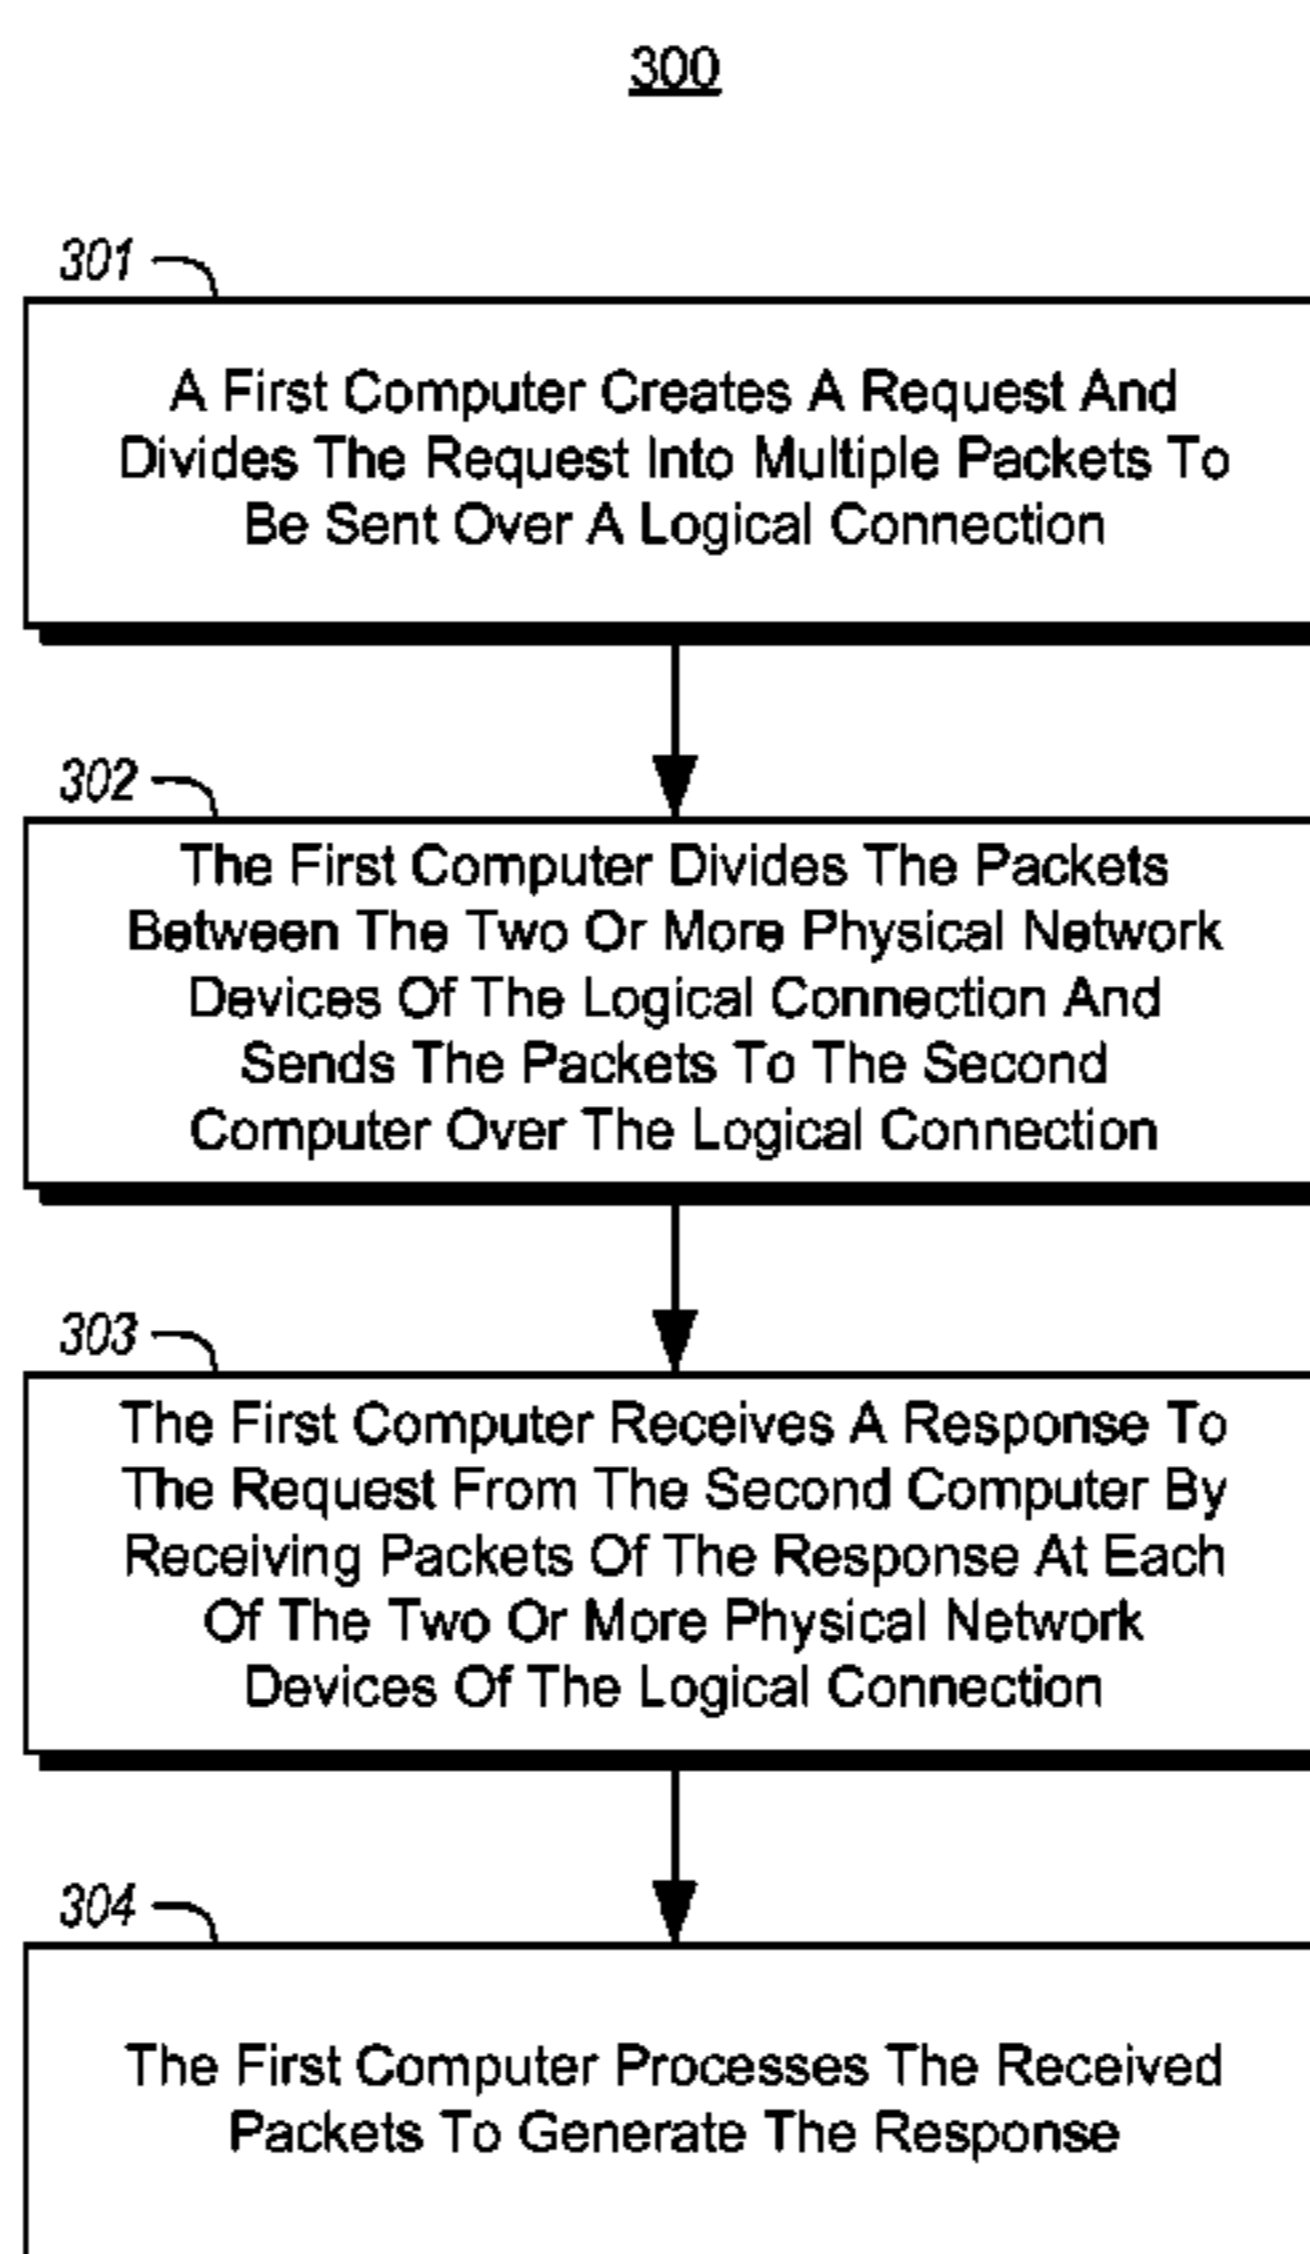 300
301
A First Computer Creates A Request And
Divides The Request Into Multiple Packets To
Be Sent Over A Logical Connection
302
The First Computer Divides The Packets
Between The Two Or More Physical Network
Devices Of The Logical Connection And
Sends The Packets To The Second
Computer Over The Logical Connection
303
The First Computer Receives A Response To
The Request From The Second Computer By
Receiving Packets Of The Response At Each
Of The Two Or More Physical Network
Devices Of The Logical Connection
304
The First Computer Processes The Received
Packets To Generate The Response